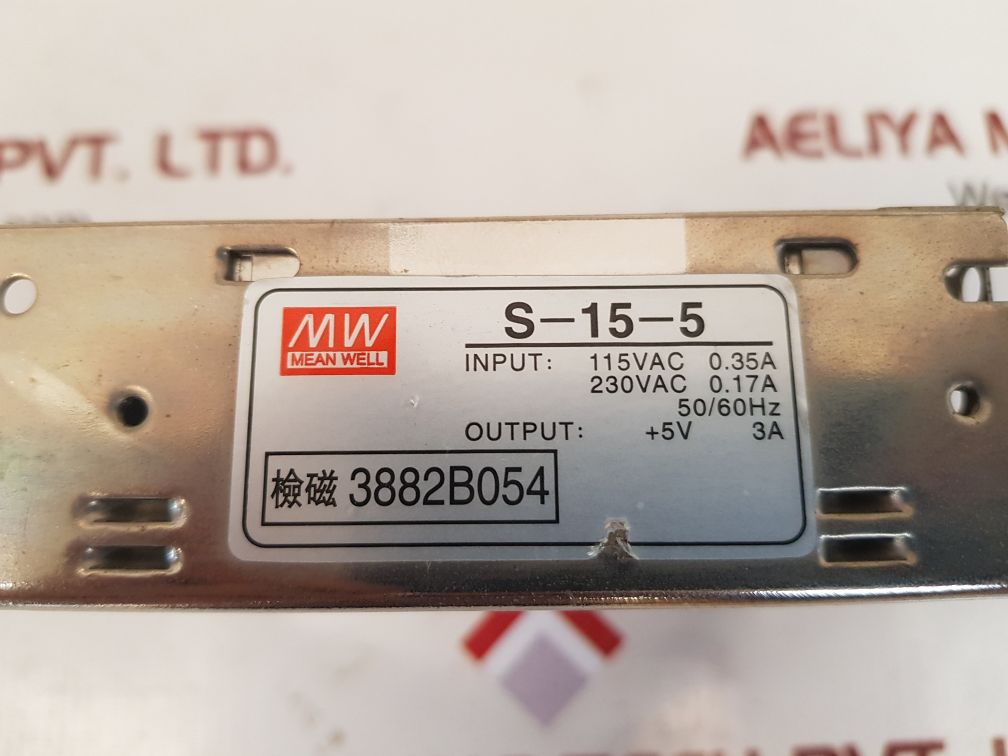 PVT. LTD.
AELIYA M
MW
MEAN WELL
S-15-5
INPUT: 115VAC 0.35A
230VAC 0.17A
50/60Hz
OUTPUT: +5V 3A
檢磁 3882B054